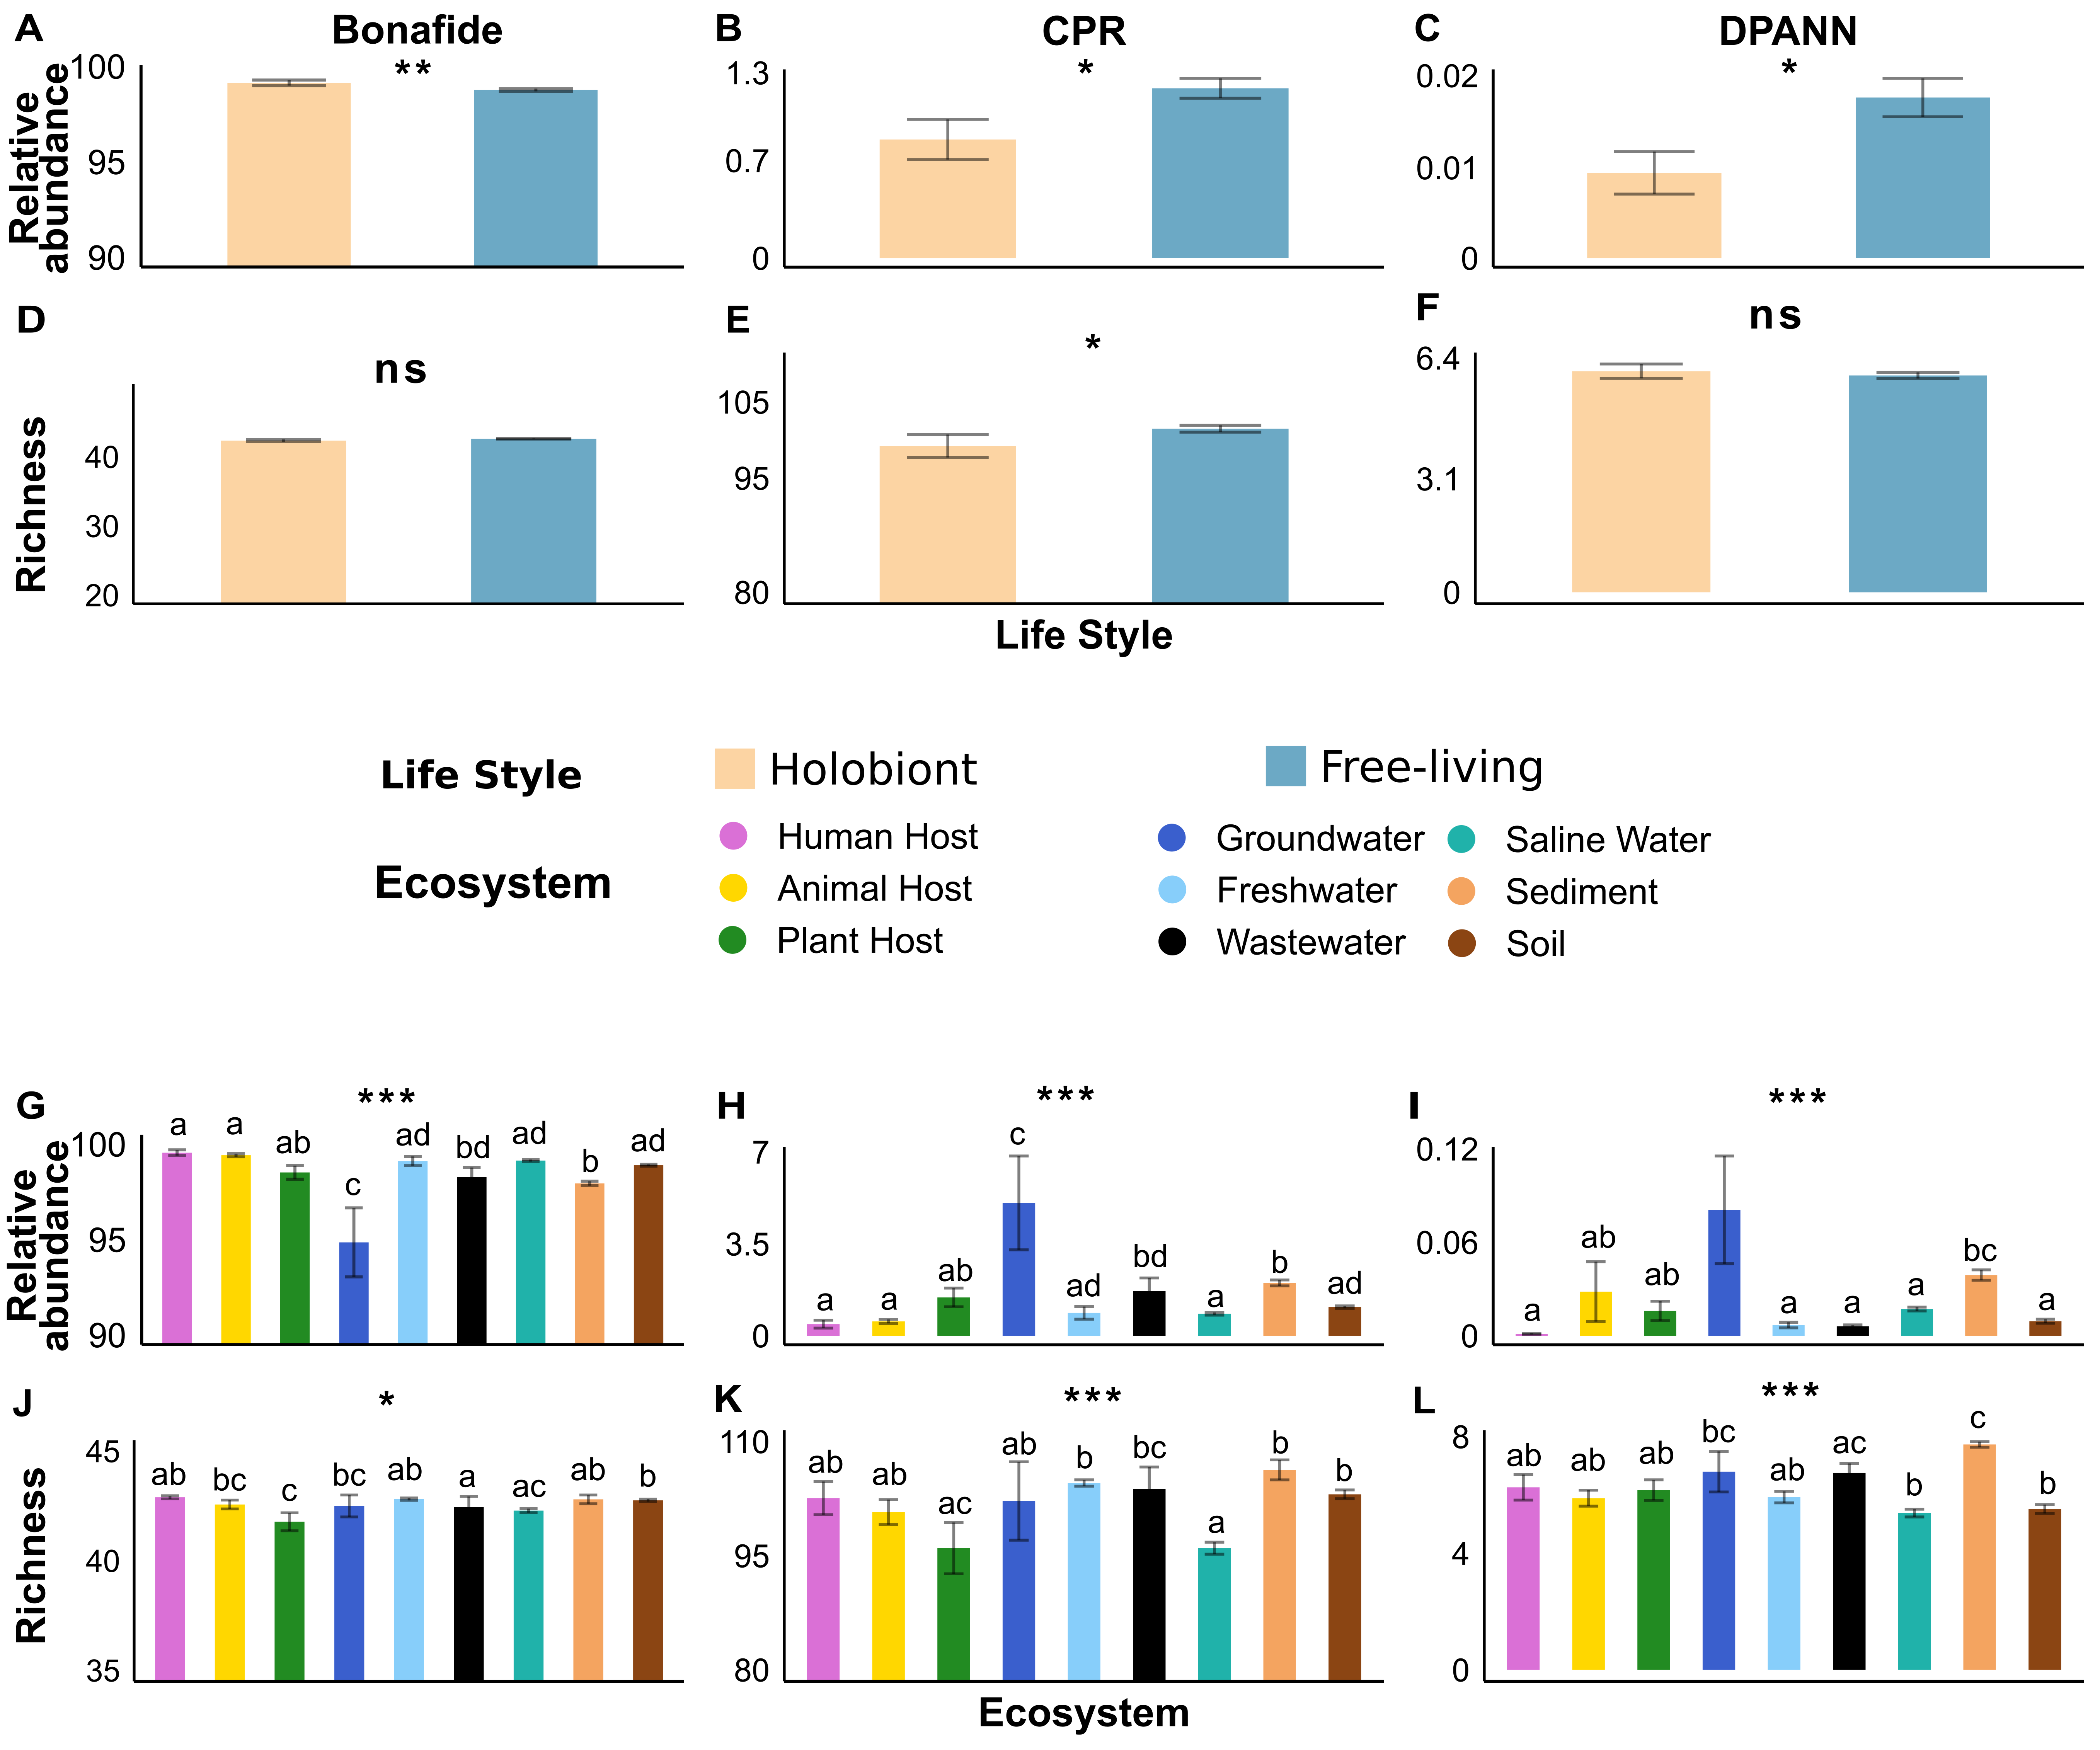 A Bonafide B CPR C DPANN
** * *
Relative
abundance
100
95
90
1.3
0.7
0
0.02
0.01
0
D E F
ns * ns
Richness
40
30
20
105
95
80
6.4
3.1
0
Life Style
Life Style Holobiont Free-living
Ecosystem
Human Host Groundwater Saline Water
Animal Host Freshwater Sediment
Plant Host Wastewater Soil
G *** H *** I ***
Relative
abundance
100
95
90
a a ab c ad bd ad b ad
7
3.5
0
a a ab c ad bd a b ad
0.12
0.06
0
a ab ab a a a bc a
J * K *** L ***
Richness
45
40
35
ab bc c bc ab a ac ab b
110
95
80
ab ab ac ab b bc a b b
8
4
0
ab ab ab bc ab ac b c b
Ecosystem